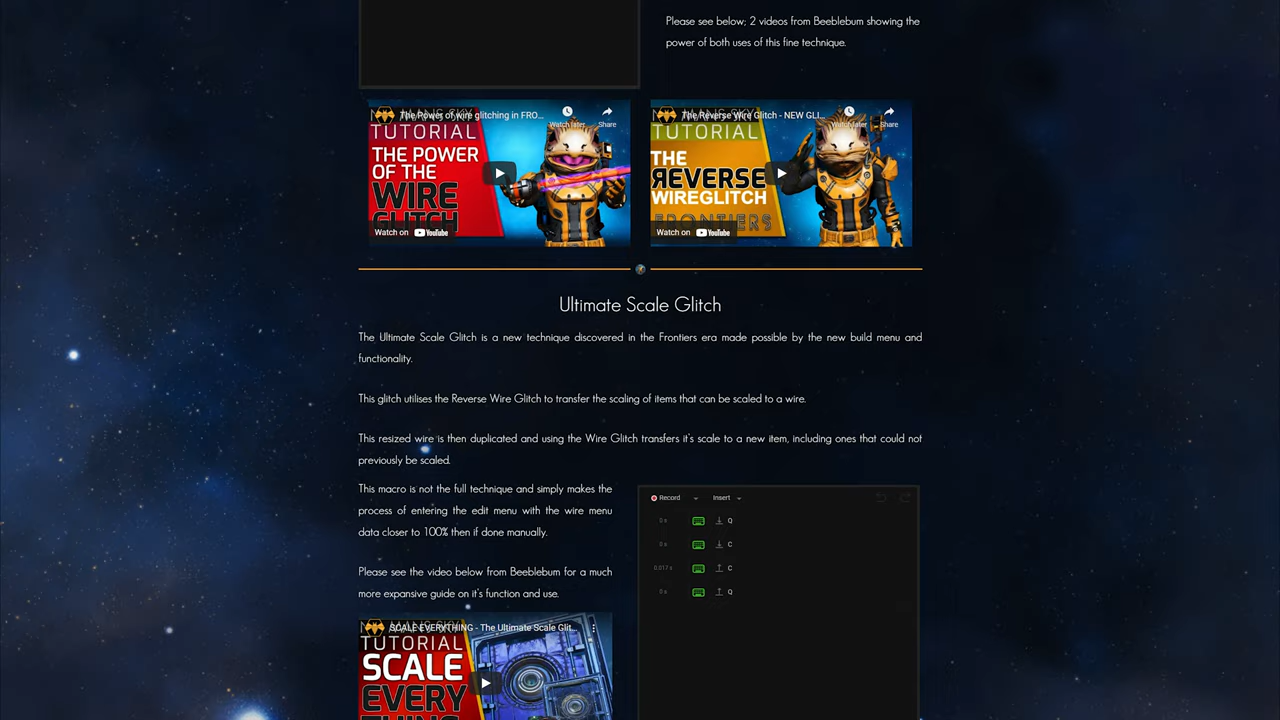 Please see below; 2 videos from Beeblebum showing the
power of both uses of this fine technique.
The Power of wire glitching in FRO...
Watch later
Share
TUTORIAL
THE POWER
OF THE
WIRE
GLITCH
Watch on YouTube
The Reverse Wire Glitch - NEW GLI...
Watch later
Share
TUTORIAL
THE
REVERSE
WIREGLITCH
FRONTIERS
Watch on YouTube
Ultimate Scale Glitch
The Ultimate Scale Glitch is a new technique discovered in the Frontiers era made possible by the new build menu and
functionality.
This glitch utilises the Reverse Wire Glitch to transfer the scaling of items that can be scaled to a wire.
This resized wire is then duplicated and using the Wire Glitch transfers it's scale to a new item, including ones that could not
previously be scaled.
This macro is not the full technique and simply makes the
process of entering the edit menu with the wire menu
data closer to 100% then if done manually.
Please see the video below from Beeblebum for a much
more expansive guide on it's function and use.
Record
Insert
0 s
Q
0 s
C
0.017 s
C
0 s
Q
SCALE EVERYTHING - The Ultimate Scale Glit...
TUTORIAL
SCALE
EVERY
THING